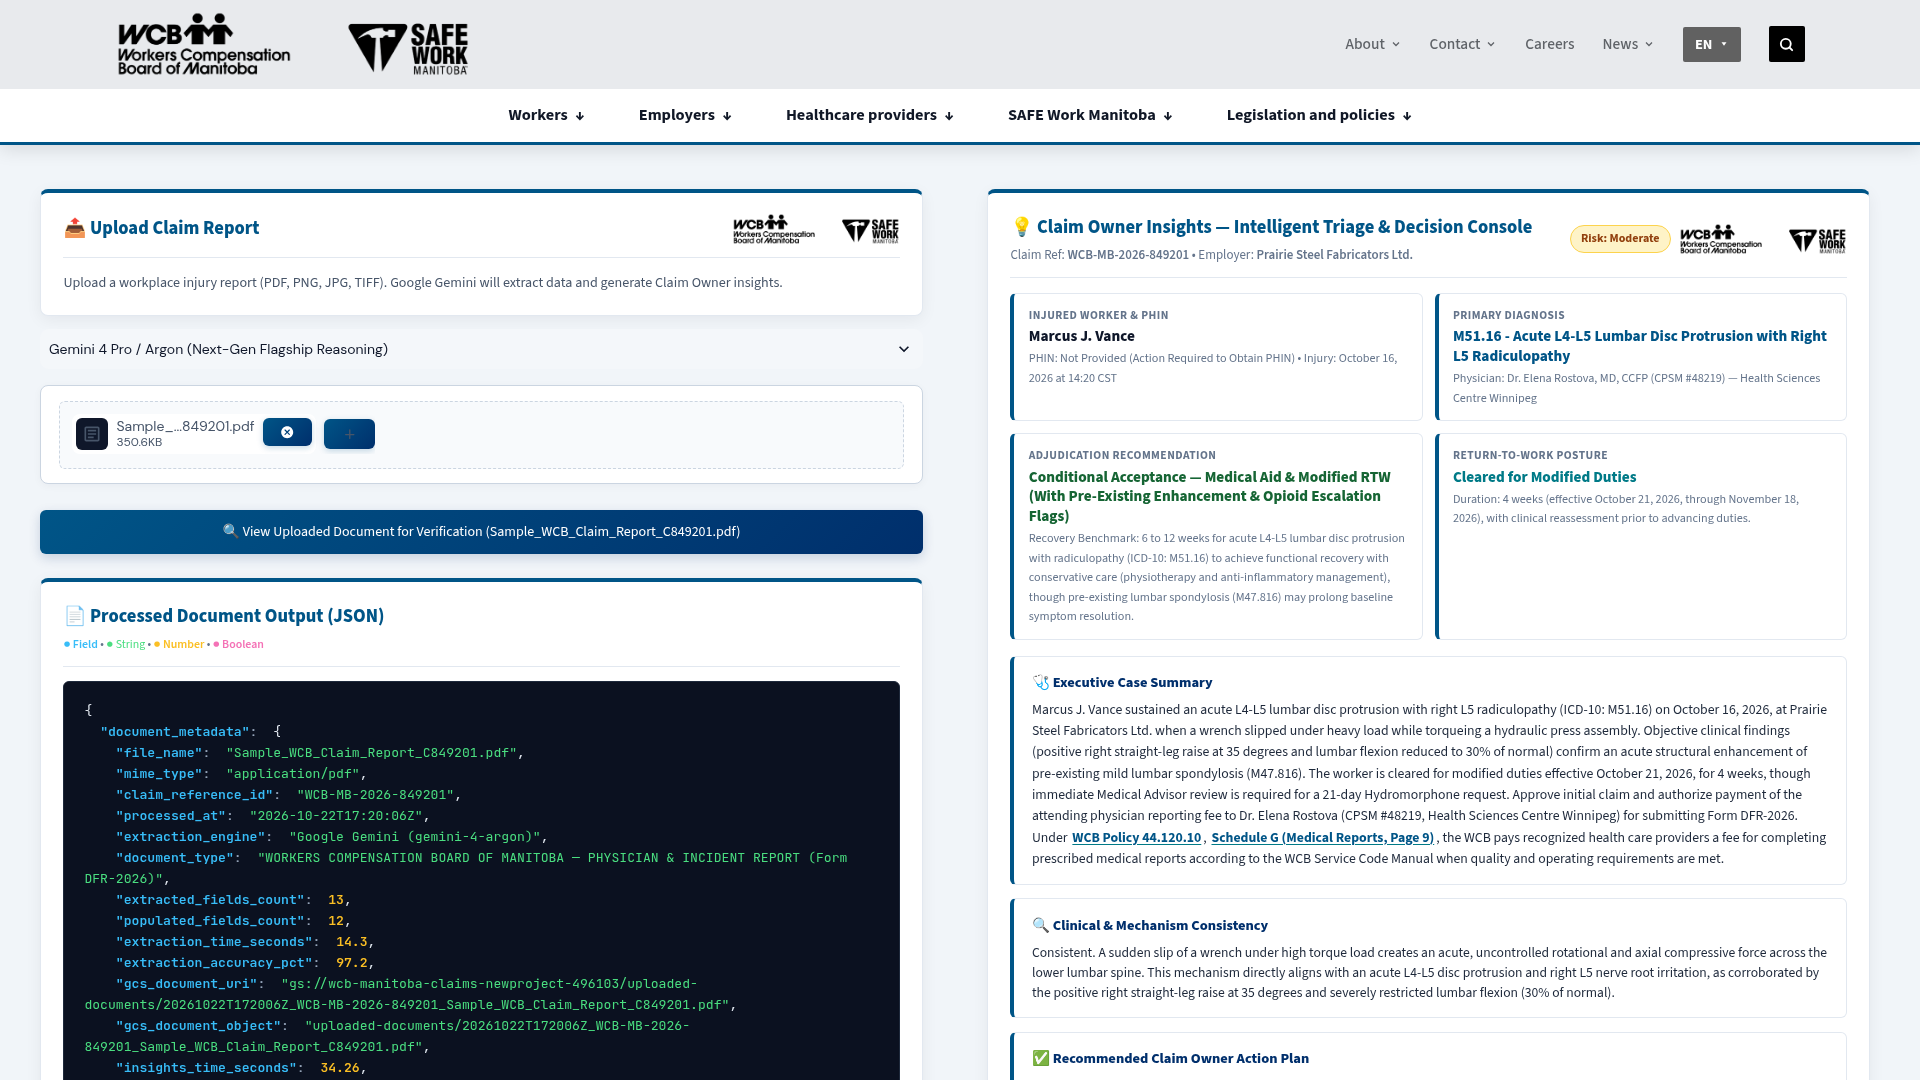 WCB
Workers Compensation
Board of Manitoba
SAFE
WORK
MANITOBA
About
Contact
Careers
News
EN
Workers
Employers
Healthcare providers
SAFE Work Manitoba
Legislation and policies
Upload Claim Report
WCB
Workers Compensation
Board of Manitoba
SAFE
WORK
MANITOBA
Upload a workplace injury report (PDF, PNG, JPG, TIFF). Google Gemini will extract data and generate Claim Owner insights.
Gemini 4 Pro / Argon (Next-Gen Flagship Reasoning)
Sample_...849201.pdf
350.6KB
View Uploaded Document for Verification (Sample_WCB_Claim_Report_C849201.pdf)
Processed Document Output (JSON)
● Field • ● String • ● Number • ● Boolean
{
"document_metadata": {
"file_name": "Sample_WCB_Claim_Report_C849201.pdf",
"mime_type": "application/pdf",
"claim_reference_id": "WCB-MB-2026-849201",
"processed_at": "2026-10-22T17:20:06Z",
"extraction_engine": "Google Gemini (gemini-4-argon)",
"document_type": "WORKERS COMPENSATION BOARD OF MANITOBA — PHYSICIAN & INCIDENT REPORT (Form
DFR-2026)",
"extracted_fields_count": 13,
"populated_fields_count": 12,
"extraction_time_seconds": 14.3,
"extraction_accuracy_pct": 97.2,
"gcs_document_uri": "gs://wcb-manitoba-claims-newproject-496103/uploaded-
documents/20261022T172006Z_WCB-MB-2026-849201_Sample_WCB_Claim_Report_C849201.pdf",
"gcs_document_object": "uploaded-documents/20261022T172006Z_WCB-MB-2026-
849201_Sample_WCB_Claim_Report_C849201.pdf",
"insights_time_seconds": 34.26,
Claim Owner Insights — Intelligent Triage & Decision Console
Claim Ref: WCB-MB-2026-849201 • Employer: Prairie Steel Fabricators Ltd.
Risk: Moderate
WCB
Workers Compensation
Board of Manitoba
SAFE
WORK
MANITOBA
INJURED WORKER & PHIN
Marcus J. Vance
PHIN: Not Provided (Action Required to Obtain PHIN) • Injury: October 16,
2026 at 14:20 CST
PRIMARY DIAGNOSIS
M51.16 - Acute L4-L5 Lumbar Disc Protrusion with Right
L5 Radiculopathy
Physician: Dr. Elena Rostova, MD, CCFP (CPSM #48219) — Health Sciences
Centre Winnipeg
ADJUDICATION RECOMMENDATION
Conditional Acceptance — Medical Aid & Modified RTW
(With Pre-Existing Enhancement & Opioid Escalation
Flags)
Recovery Benchmark: 6 to 12 weeks for acute L4-L5 lumbar disc protrusion
with radiculopathy (ICD-10: M51.16) to achieve functional recovery with
conservative care (physiotherapy and anti-inflammatory management),
though pre-existing lumbar spondylosis (M47.816) may prolong baseline
symptom resolution.
RETURN-TO-WORK POSTURE
Cleared for Modified Duties
Duration: 4 weeks (effective October 21, 2026, through November 18,
2026), with clinical reassessment prior to advancing duties.
Executive Case Summary
Marcus J. Vance sustained an acute L4-L5 lumbar disc protrusion with right L5 radiculopathy (ICD-10: M51.16) on October 16, 2026, at Prairie
Steel Fabricators Ltd. when a wrench slipped under heavy load while torqueing a hydraulic press assembly. Objective clinical findings
(positive right straight-leg raise at 35 degrees and lumbar flexion reduced to 30% of normal) confirm an acute structural enhancement of
pre-existing mild lumbar spondylosis (M47.816). The worker is cleared for modified duties effective October 21, 2026, for 4 weeks, though
immediate Medical Advisor review is required for a 21-day Hydromorphone request. Approve initial claim and authorize payment of the
attending physician reporting fee to Dr. Elena Rostova (CPSM #48219, Health Sciences Centre Winnipeg) for submitting Form DFR-2026.
Under WCB Policy 44.120.10 , Schedule G (Medical Reports, Page 9) , the WCB pays recognized health care providers a fee for completing
prescribed medical reports according to the WCB Service Code Manual when quality and operating requirements are met.
Clinical & Mechanism Consistency
Consistent. A sudden slip of a wrench under high torque load creates an acute, uncontrolled rotational and axial compressive force across the
lower lumbar spine. This mechanism directly aligns with an acute L4-L5 disc protrusion and right L5 nerve root irritation, as corroborated by
the positive right straight-leg raise at 35 degrees and severely restricted lumbar flexion (30% of normal).
Recommended Claim Owner Action Plan